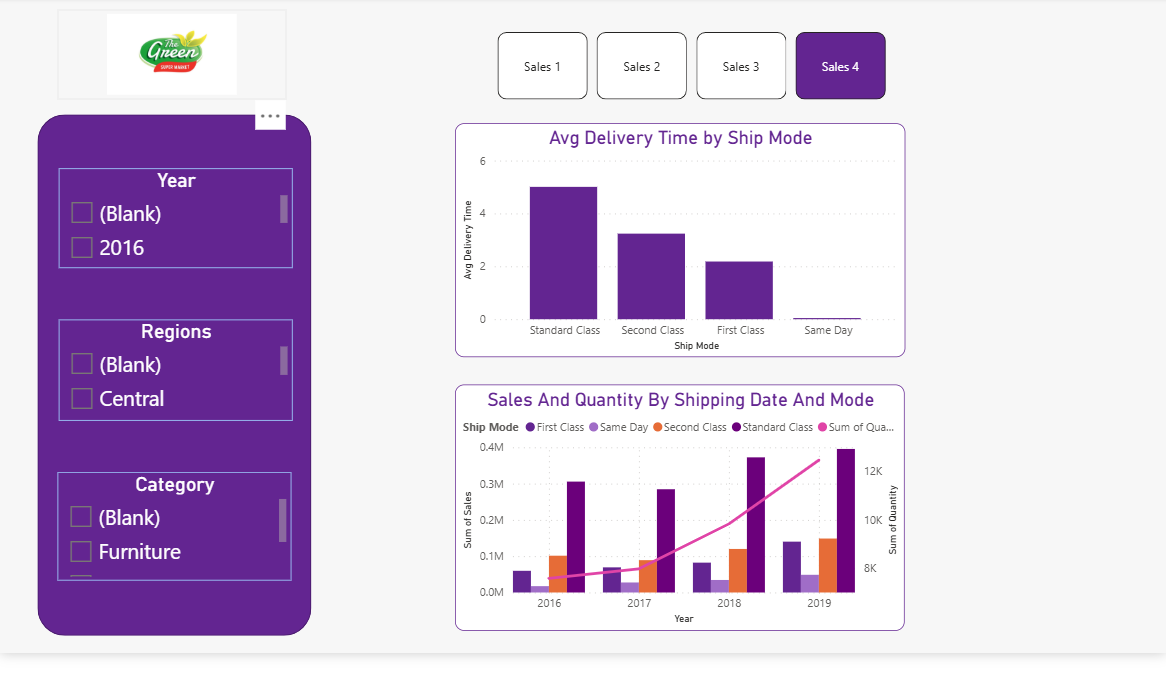 The
Green
SUPER MARKET
Sales 1
Sales 2
Sales 3
Sales 4
Year
(Blank)
2016
Regions
(Blank)
Central
Category
(Blank)
Furniture
Avg Delivery Time by Ship Mode
6
4
2
0
Avg Delivery Time
Standard Class
Second Class
First Class
Same Day
Ship Mode
Sales And Quantity By Shipping Date And Mode
Ship Mode First Class Same Day Second Class Standard Class Sum of Qua...
0.4M
0.3M
0.2M
0.1M
0.0M
Sum of Sales
12K
10K
8K
Sum of Quantity
2016
2017
2018
2019
Year